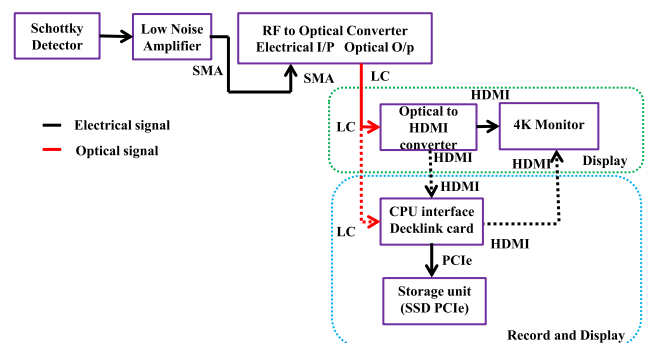 Schottky
Detector
Low Noise
Amplifier
RF to Optical Converter
Electrical I/P Optical O/p
SMA
SMA
LC
HDMI
Electrical signal
Optical signal
LC
Optical to
HDMI
converter
4K Monitor
HDMI
HDMI
Display
HDMI
CPU interface
Decklink card
LC
HDMI
PCIe
Storage unit
(SSD PCIe)
Record and Display